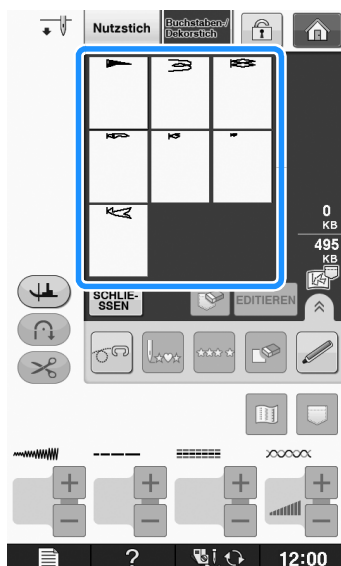 Nutzstich
Buchstaben/
Dekorstich
0
KB
495
KB
SCHLIE-
SSEN
EDITIEREN
?
12:00